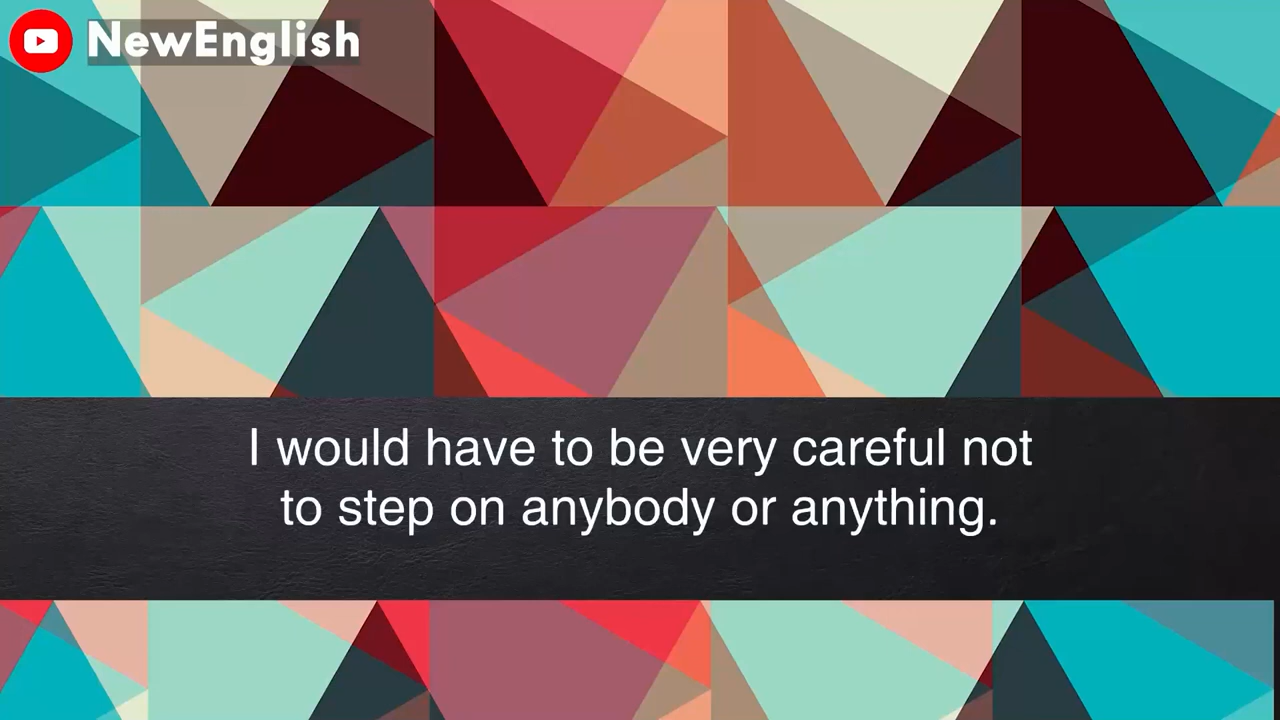 NewEnglish
I would have to be very careful not
to step on anybody or anything.